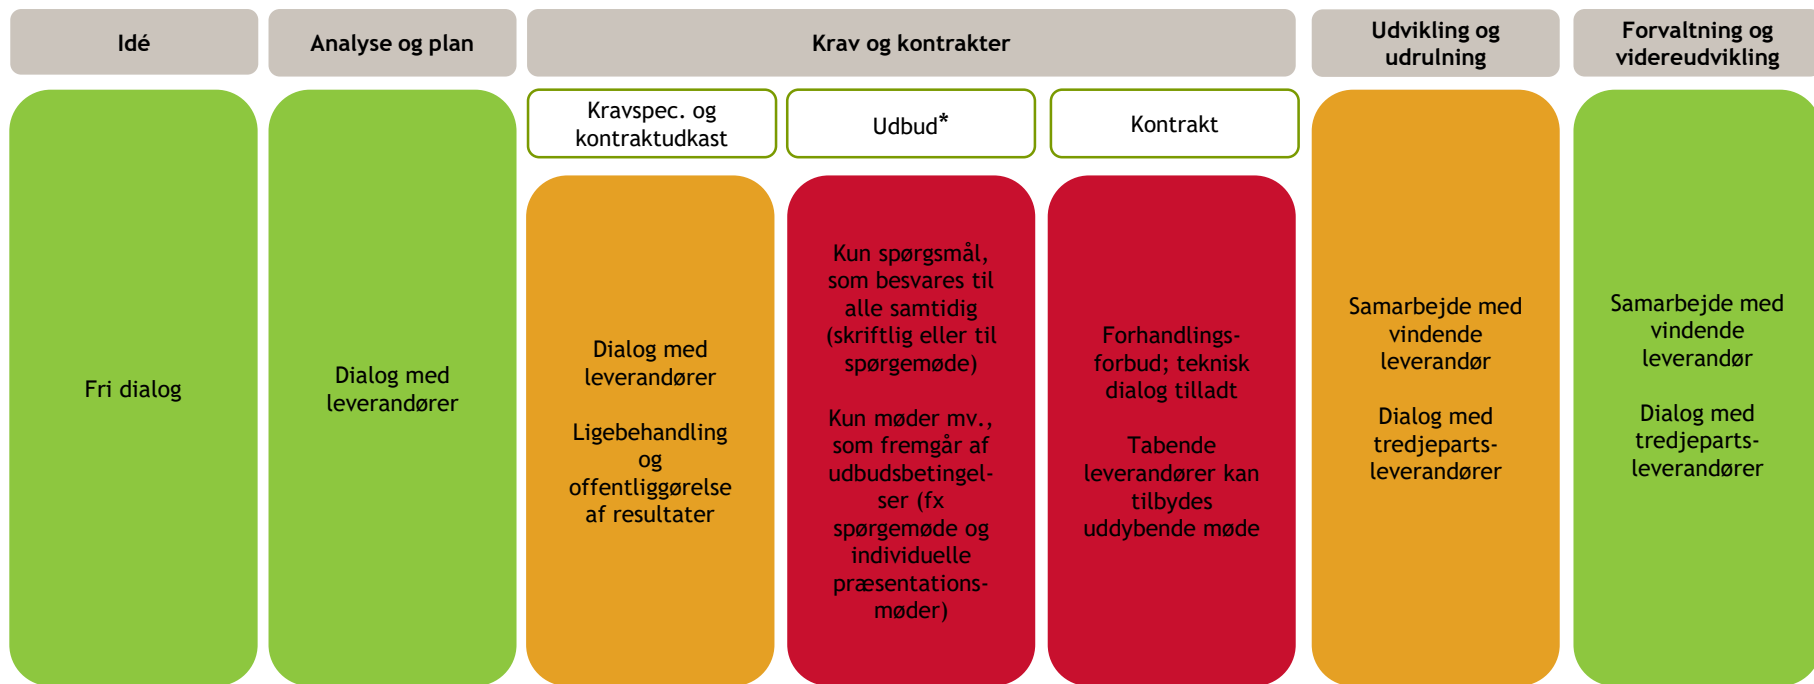 Idé
Analyse og plan
Krav og kontrakter
Udvikling og
udrulning
Forvaltning og
videreudvikling
Kravspec. og
kontraktudkast
Udbud*
Kontrakt
Fri dialog
Dialog med
leverandører
Dialog med
leverandører
Ligebehandling
og
offentliggørelse
af resultater
Kun spørgsmål,
som besvares til
alle samtidig
(skriftlig eller til
spørgemøde)
Kun møder mv.,
som fremgår af
udbudsbetingel-
ser (fx
spørgemøde og
individuelle
præsentations-
møder)
Forhandlings-
forbud; teknisk
dialog tilladt
Tabende
leverandører kan
tilbydes
uddybende møde
Samarbejde med
vindende
leverandør
Dialog med
tredjeparts-
leverandører
Samarbejde med
vindende
leverandør
Dialog med
tredjeparts-
leverandører